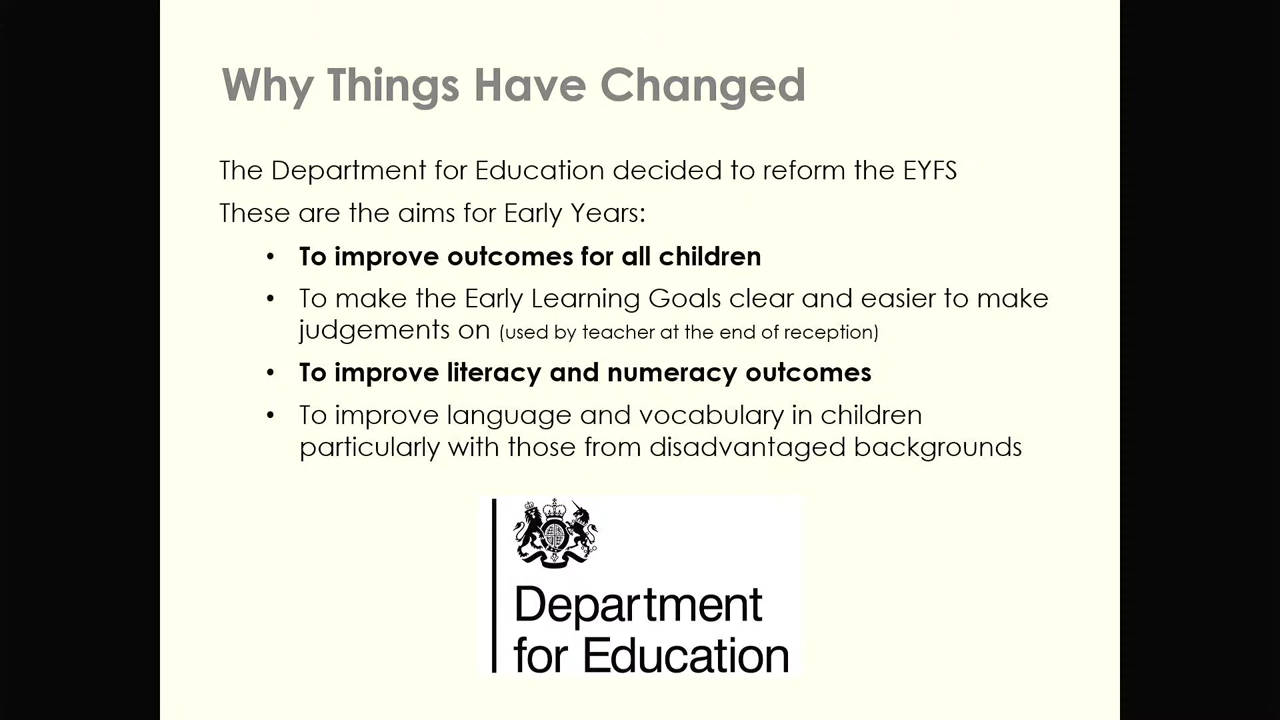 Why Things Have Changed
The Department for Education decided to reform the EYFS
These are the aims for Early Years:
• To improve outcomes for all children
• To make the Early Learning Goals clear and easier to make
judgements on (used by teacher at the end of reception)
• To improve literacy and numeracy outcomes
• To improve language and vocabulary in children
particularly with those from disadvantaged backgrounds
Department
for Education